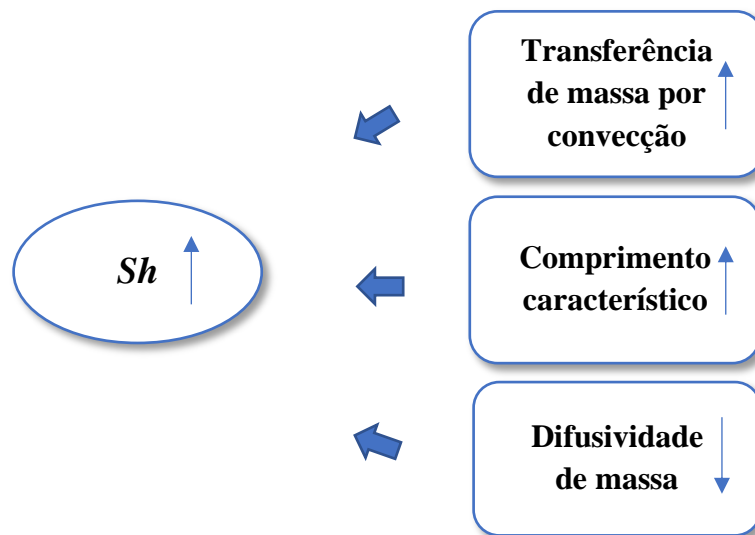 Transferência
de massa por
convecção
Sh
Comprimento
característico
Difusividade
de massa